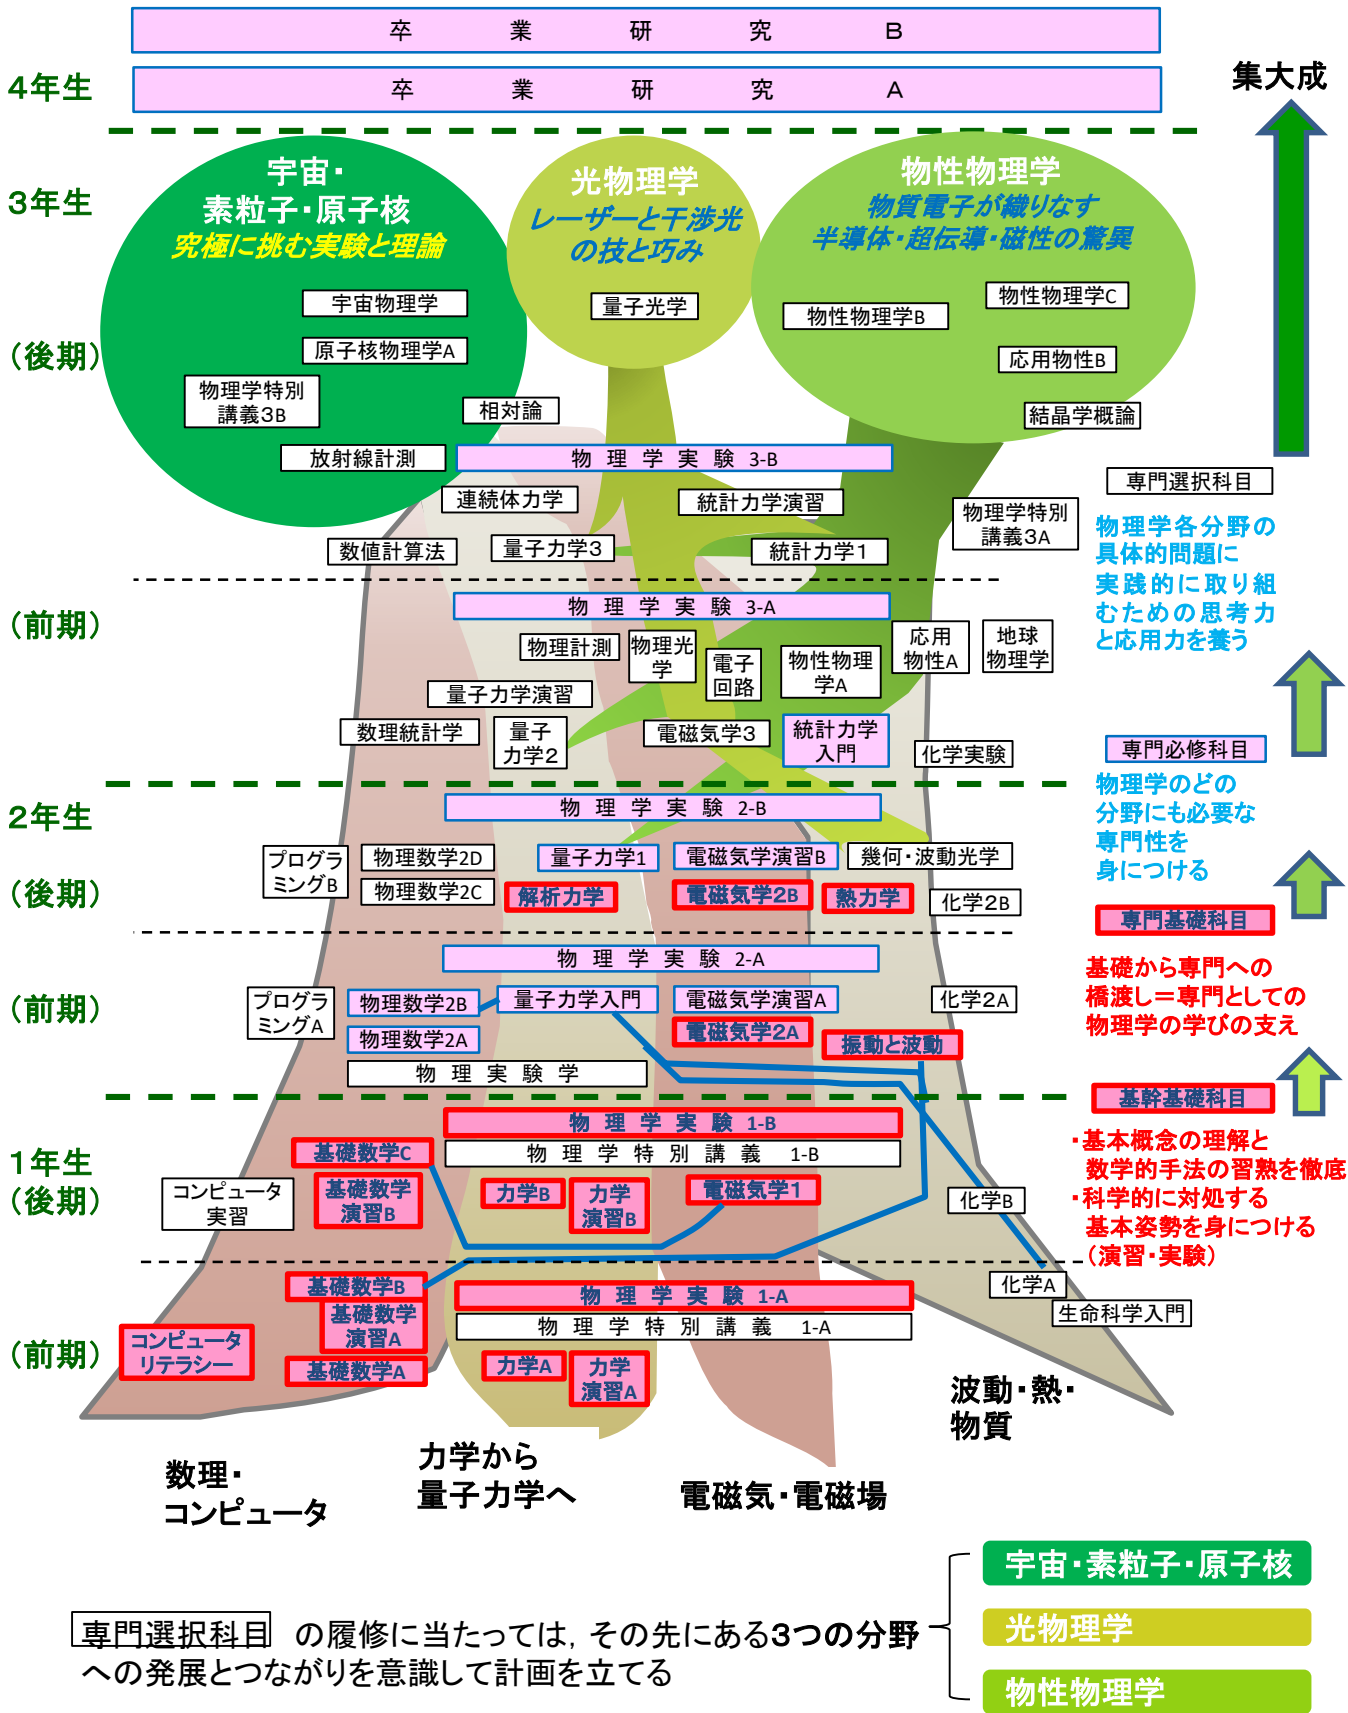 卒業研究B
4年生
卒業研究A
集大成
3年生
宇宙・
素粒子・原子核
究極に挑む実験と理論
光物理学
レーザーと干渉光
の技と巧み
物性物理学
物質電子が織りなす
半導体・超伝導・磁性の驚異
(後期)
宇宙物理学
原子核物理学A
物理学特別
講義3B
相対論
放射線計測
量子光学
物性物理学B
物性物理学C
応用物性B
結晶学概論
物理学実験 3-B
連続体力学
統計力学演習
物理学特別
講義3A
数値計算法
量子力学3
統計力学1
専門選択科目
物理学各分野の
具体的問題に
実践的に取り組
むための思考力
と応用力を養う
(前期)
物理学実験 3-A
物理計測
物理光
学
電子
回路
物性物理
学A
応用
物性A
地球
物理学
量子力学演習
数理統計学
量子
力学2
電磁気学3
統計力学
入門
化学実験
専門必修科目
物理学のどの
分野にも必要な
専門性を
身につける
2年生
(後期)
物理学実験 2-B
プログラ
ミングB
物理数学2D
物理数学2C
量子力学1
解析力学
電磁気学演習B
電磁気学2B
幾何・波動光学
熱力学
化学2B
専門基礎科目
基礎から専門への
橋渡し=専門としての
物理学の学びの支え
(前期)
物理学実験 2-A
プログラ
ミングA
物理数学2B
物理数学2A
量子力学入門
電磁気学演習A
電磁気学2A
振動と波動
化学2A
物理実験学
基幹基礎科目
・基本概念の理解と
数学的手法の習熟を徹底
・科学的に対処する
基本姿勢を身につける
(演習・実験)
1年生
(後期)
物理学実験 1-B
物理学特別講義 1-B
基礎数学C
基礎数学
演習B
コンピュータ
実習
力学B
力学
演習B
電磁気学1
化学B
(前期)
基礎数学B
基礎数学
演習A
基礎数学A
コンピュータ
リテラシー
物理学実験 1-A
物理学特別講義 1-A
力学A
力学
演習A
化学A
生命科学入門
数理・
コンピュータ
力学から
量子力学へ
電磁気・電磁場
波動・熱・
物質
専門選択科目 の履修に当たっては,その先にある3つの分野
への発展とつながりを意識して計画を立てる
宇宙・素粒子・原子核
光物理学
物性物理学